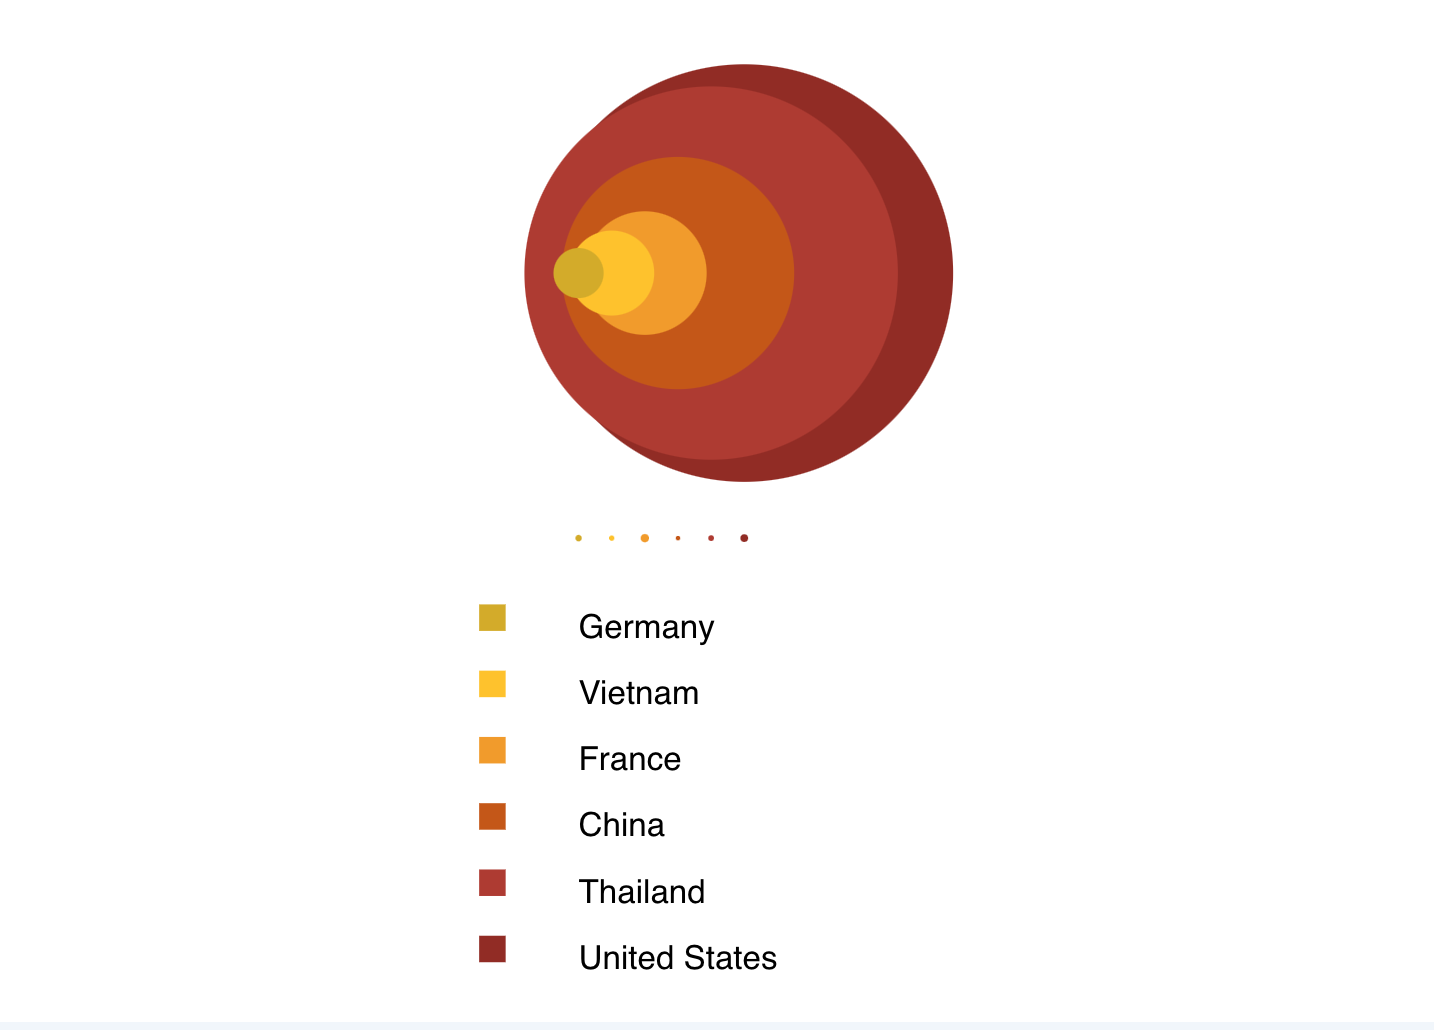 Germany
Vietnam
France
China
Thailand
United States